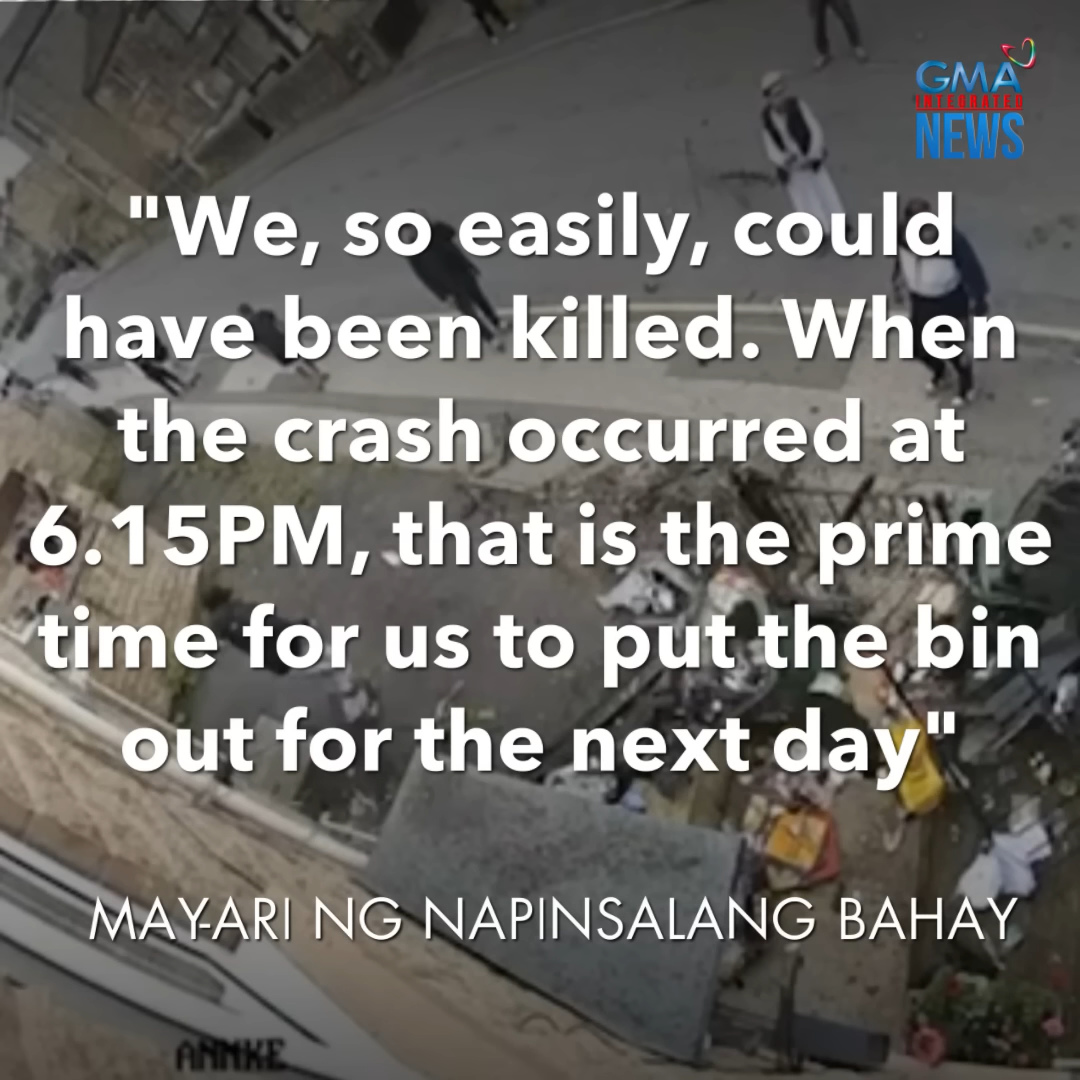 GMA
INTEGRATED
NEWS
"We, so easily, could
have been killed. When
the crash occurred at
6.15PM, that is the prime
time for us to put the bin
out for the next day"
MAY-ARI NG NAPINSALANG BAHAY
ANNKE